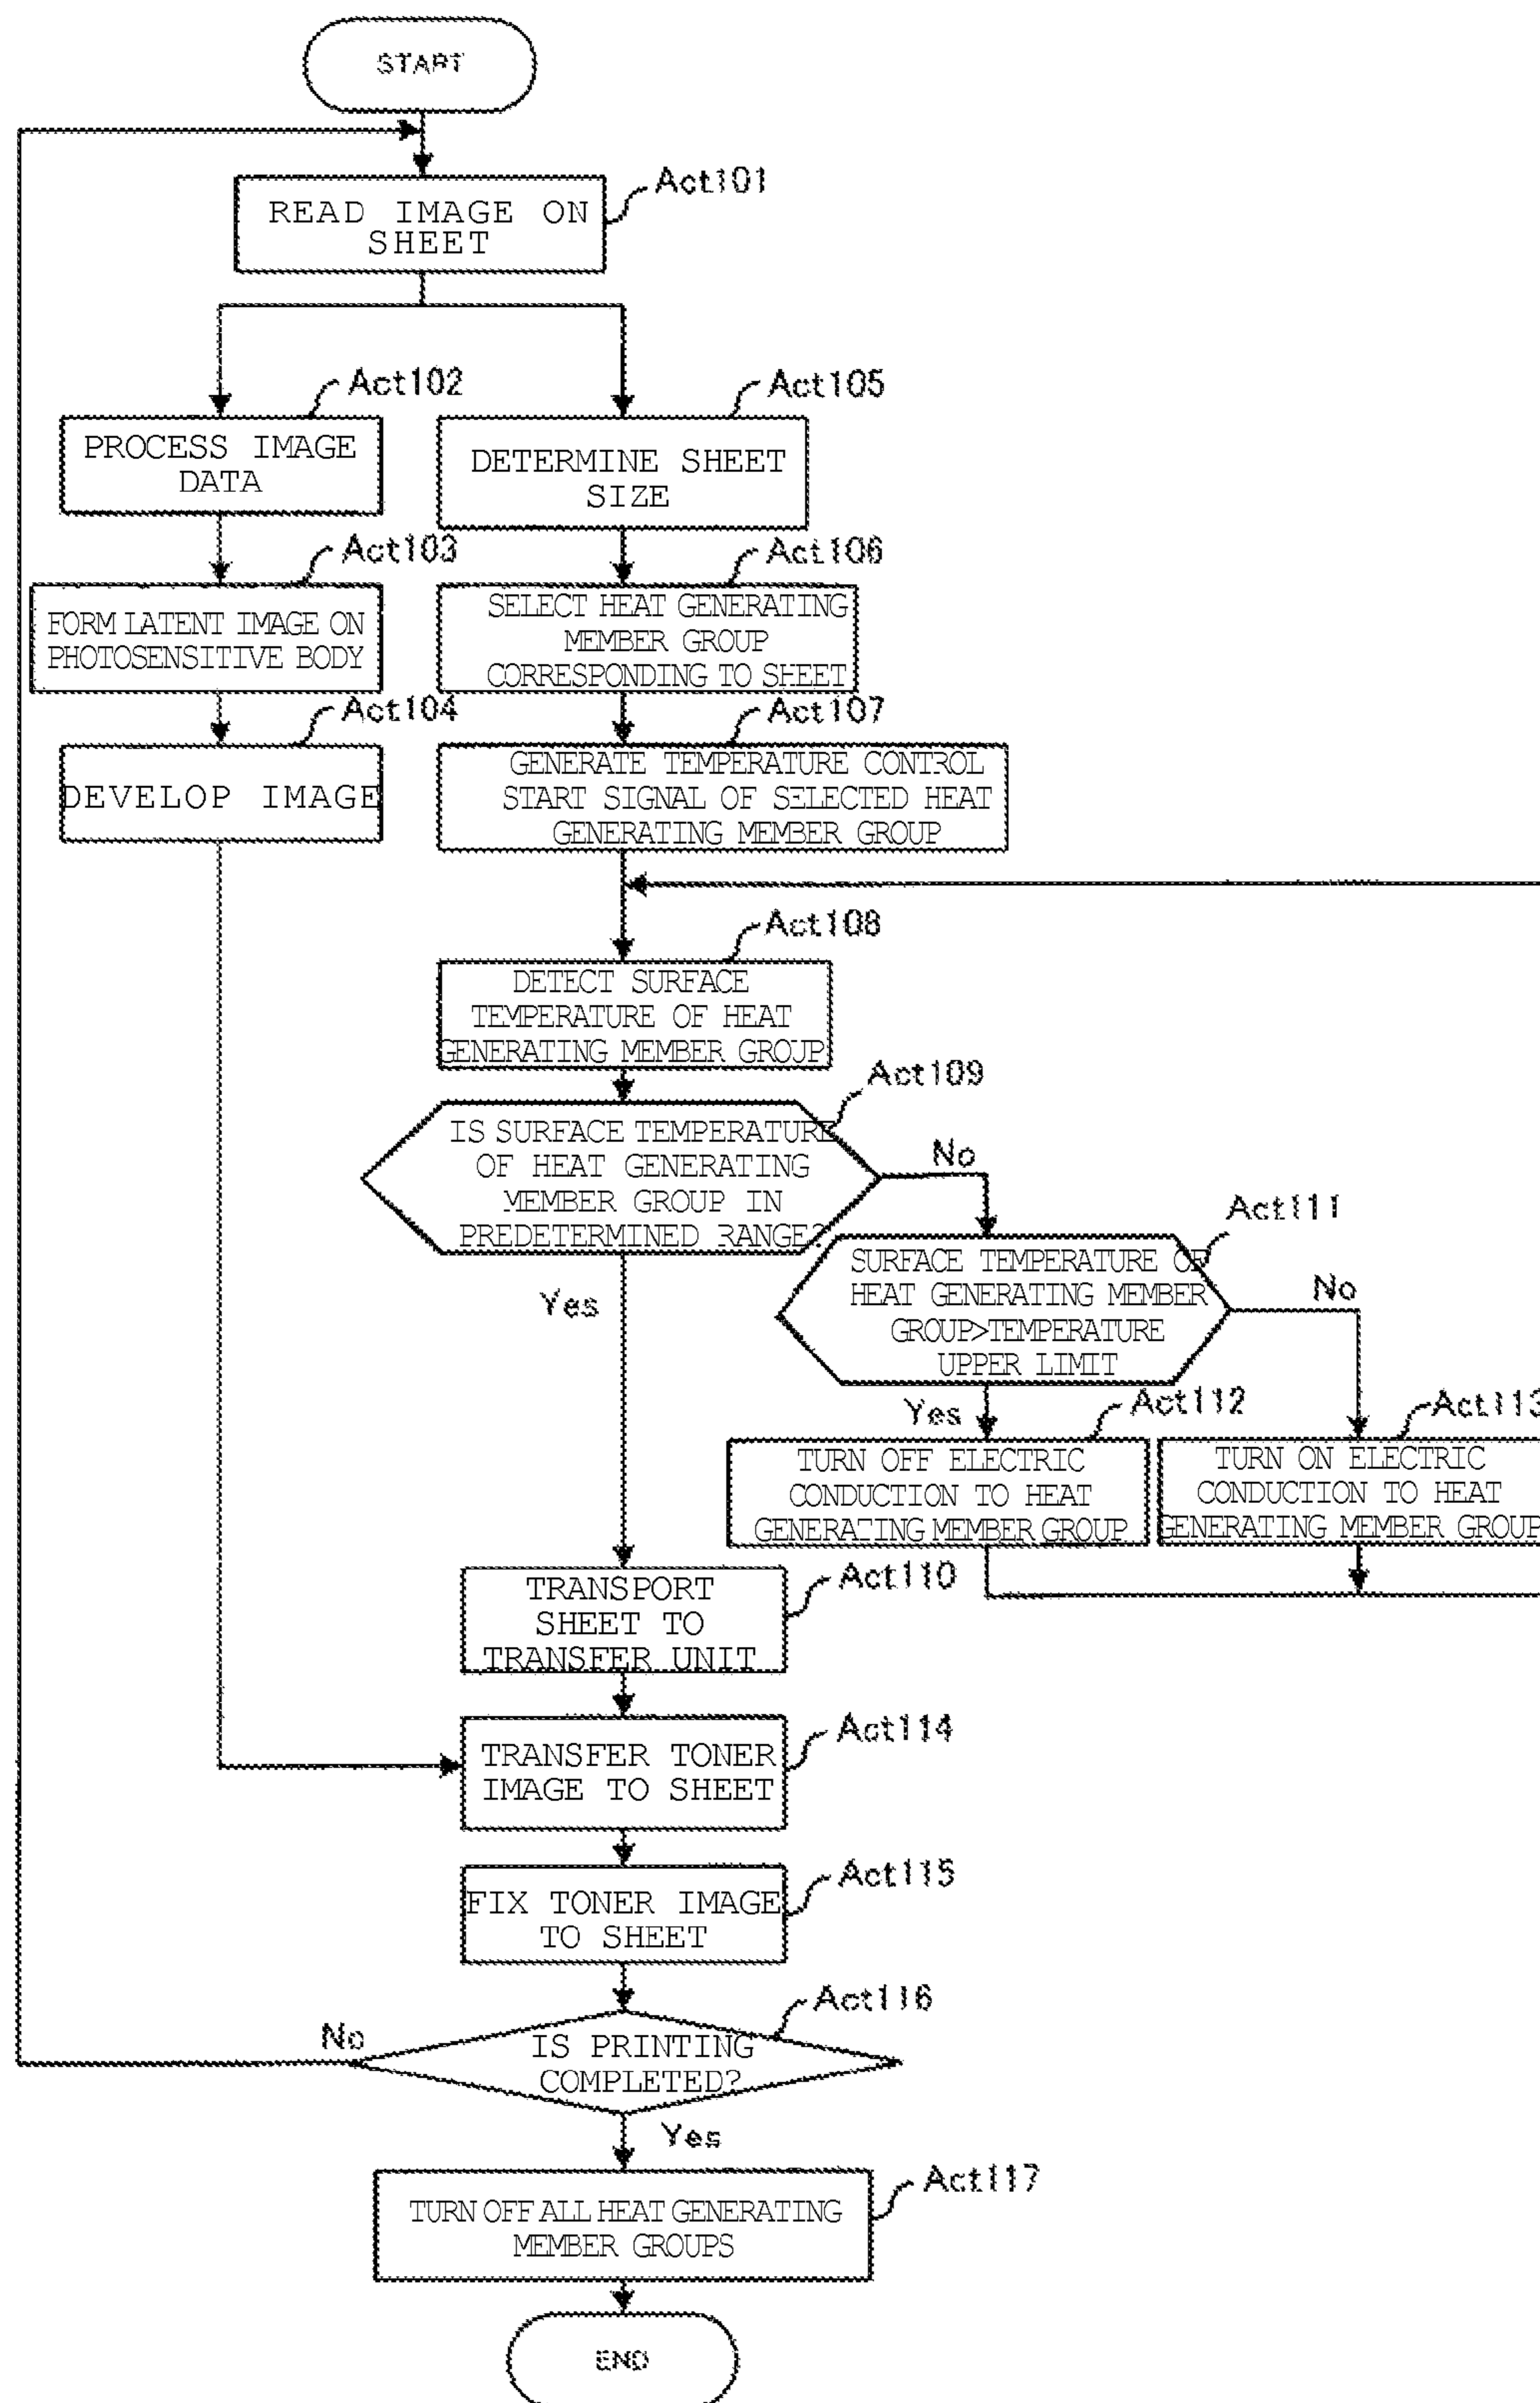 START
Act101
READ IMAGE ON
SHEET
Act102
PROCESS IMAGE
DATA
Act105
DETERMINE SHEET
SIZE
Act103
FORM LATENT IMAGE ON
PHOTOSENSITIVE BODY
Act106
SELECT HEAT GENERATING
MEMBER GROUP
CORRESPONDING TO SHEET
Act104
DEVELOP IMAGE
Act107
GENERATE TEMPERATURE CONTROL
START SIGNAL OF SELECTED HEAT
GENERATING MEMBER GROUP
Act108
DETECT SURFACE
TEMPERATURE OF HEAT
GENERATING MEMBER GROUP
Act109
IS SURFACE TEMPERATURE
OF HEAT GENERATING
MEMBER GROUP IN
PREDETERMINED RANGE?
No
Yes
Act111
SURFACE TEMPERATURE OF
HEAT GENERATING MEMBER
GROUP>TEMPERATURE
UPPER LIMIT
No
Yes
Act112
TURN OFF ELECTRIC
CONDUCTION TO HEAT
GENERATING MEMBER GROUP
Act113
TURN ON ELECTRIC
CONDUCTION TO HEAT
GENERATING MEMBER GROUP
Act110
TRANSPORT
SHEET TO
TRANSFER UNIT
Act114
TRANSFER TONER
IMAGE TO SHEET
Act115
FIX TONER IMAGE
TO SHEET
Act116
IS PRINTING
COMPLETED?
No
Yes
Act117
TURN OFF ALL HEAT GENERATING
MEMBER GROUPS
END